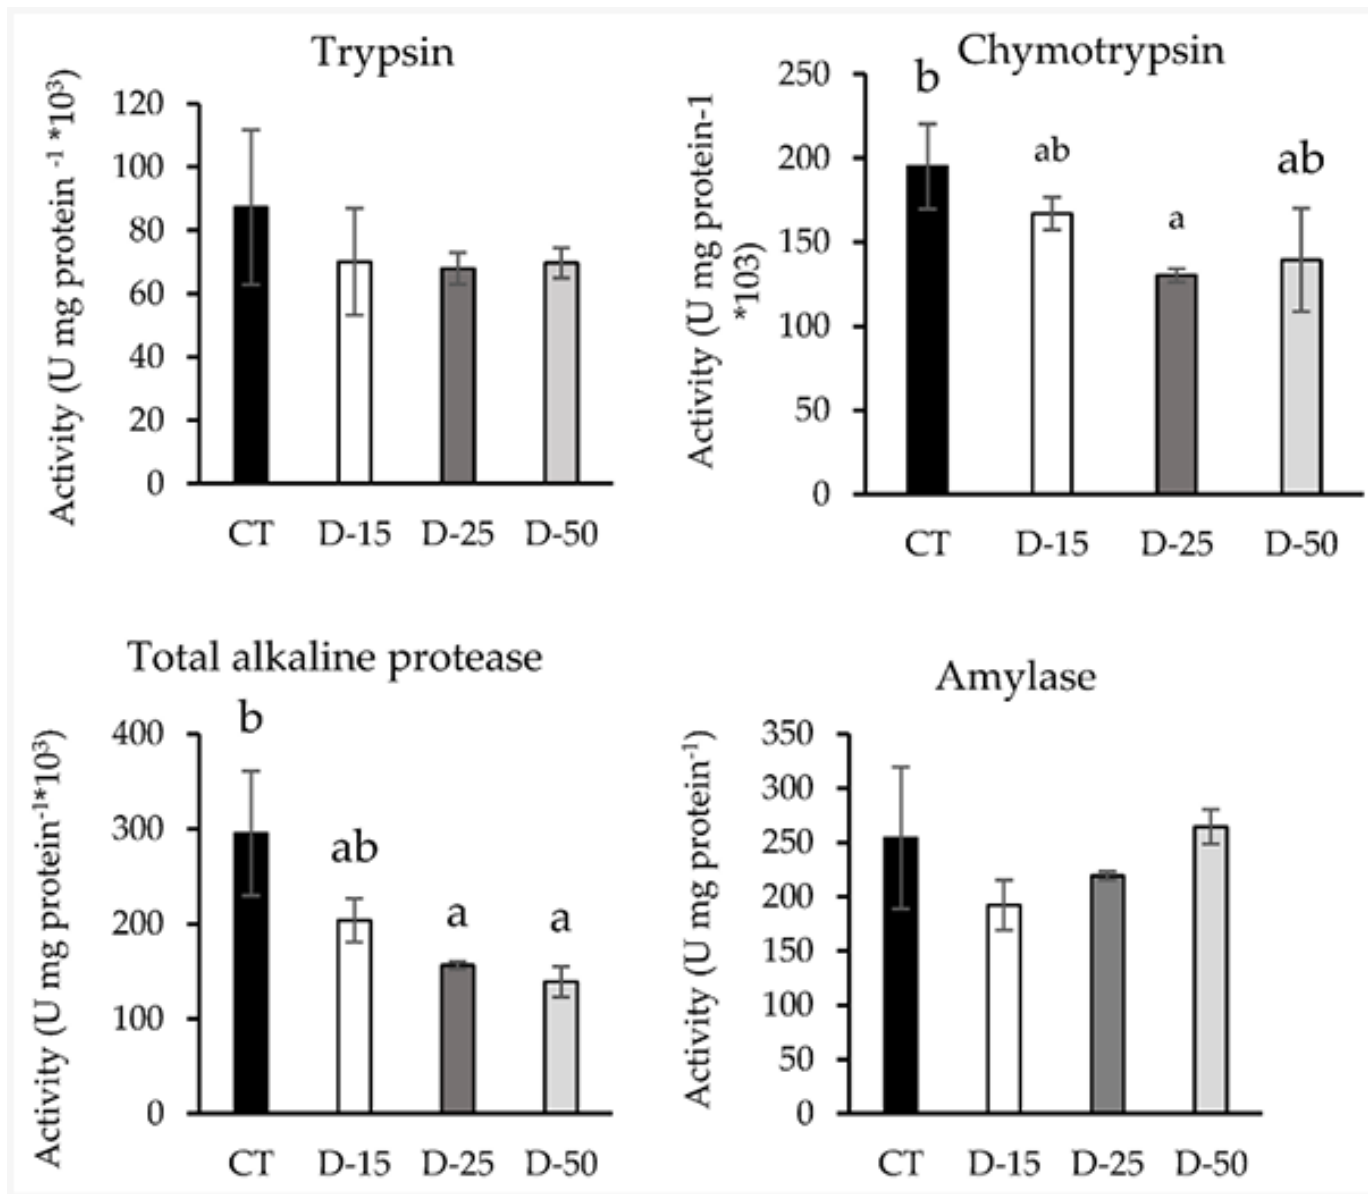 Trypsin
Activity (U mg protein ⁻¹ *10³)
120
100
80
60
40
20
0
CT D-15 D-25 D-50
Chymotrypsin
Activity (U mg protein-1
*103)
250
200
150
100
50
0
b
ab
a
ab
CT D-15 D-25 D-50
Total alkaline protease
Activity (U mg protein⁻¹*10³)
400
300
200
100
0
b
ab
a
a
CT D-15 D-25 D-50
Amylase
Activity (U mg protein⁻¹)
350
300
250
200
150
100
50
0
CT D-15 D-25 D-50